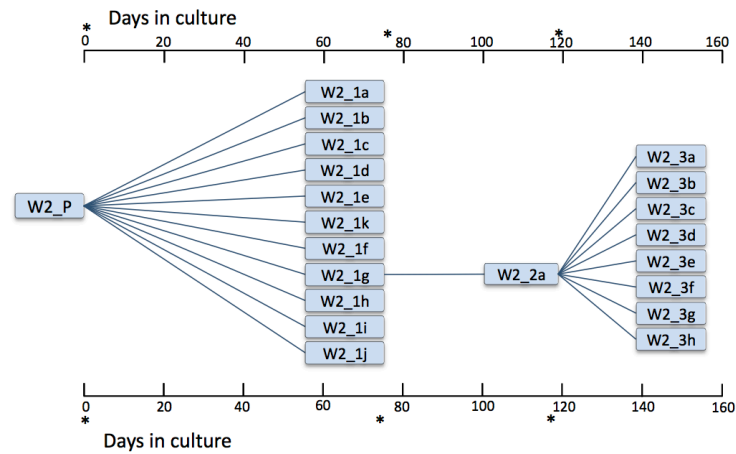 * Days in culture * *
0 20 40 60 80 100 120 140 160
W2_1a
W2_1b
W2_1c
W2_1d
W2_1e
W2_1k
W2_1f
W2_1g
W2_1h
W2_1i
W2_1j
W2_P
W2_2a
W2_3a
W2_3b
W2_3c
W2_3d
W2_3e
W2_3f
W2_3g
W2_3h
0 20 40 60 80 100 120 140 160
* * *
Days in culture